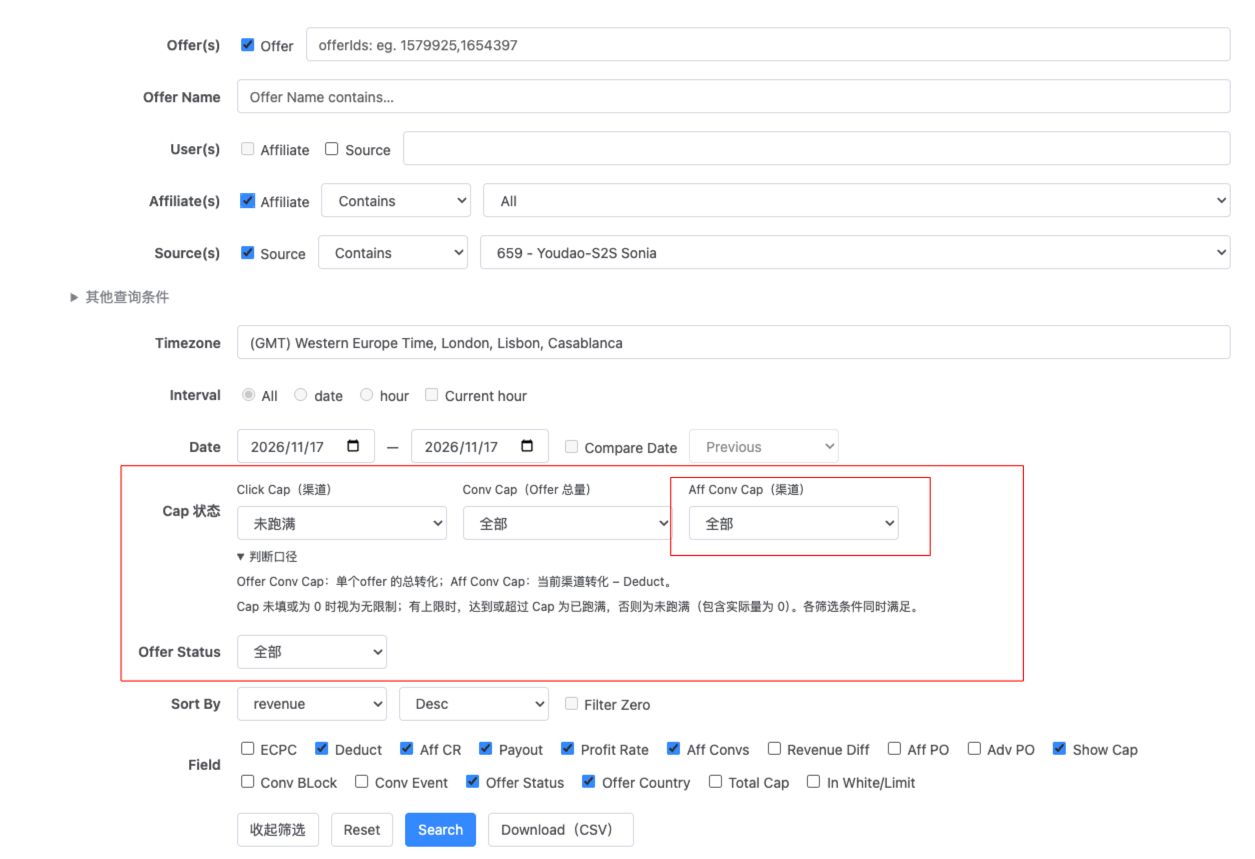 Offer(s) Offer offerIds: eg. 1579925,1654397
Offer Name Offer Name contains...
User(s) Affiliate Source
Affiliate(s) Affiliate Contains All
Source(s) Source Contains 659 - Youdao-S2S Sonia
▶ 其他查询条件
Timezone (GMT) Western Europe Time, London, Lisbon, Casablanca
Interval All date hour Current hour
Date 2026/11/17 — 2026/11/17 Compare Date Previous
Click Cap（渠道） Conv Cap（Offer 总量） Aff Conv Cap（渠道）
Cap 状态 未跑满 全部 全部
▼ 判断口径
Offer Conv Cap：单个offer 的总转化；Aff Conv Cap：当前渠道转化 – Deduct。
Cap 未填或为 0 时视为无限制；有上限时，达到或超过 Cap 为已跑满，否则为未跑满（包含实际量为 0）。各筛选条件同时满足。
Offer Status 全部
Sort By revenue Desc Filter Zero
Field ECPC Deduct Aff CR Payout Profit Rate Aff Convs Revenue Diff Aff PO Adv PO Show Cap
Conv BLock Conv Event Offer Status Offer Country Total Cap In White/Limit
收起筛选 Reset Search Download（CSV）